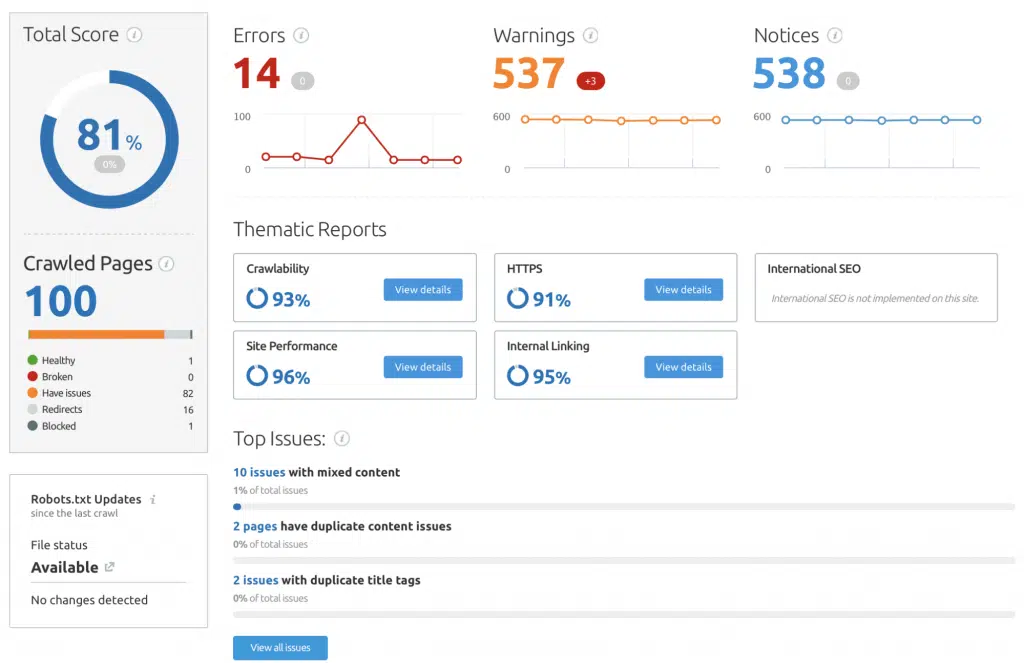 Total Score i
81%
0%
Crawled Pages i
100
Healthy 1
Broken 0
Have issues 82
Redirects 16
Blocked 1
Robots.txt Updates i
since the last crawl
File status
Available
No changes detected
Errors i
14 0
100
0
Warnings i
537 +3
600
0
Notices i
538 0
600
0
Thematic Reports
Crawlability
93% View details
HTTPS
91% View details
International SEO
International SEO is not implemented on this site.
Site Performance
96% View details
Internal Linking
95% View details
Top Issues: i
10 issues with mixed content
1% of total issues
2 pages have duplicate content issues
0% of total issues
2 issues with duplicate title tags
0% of total issues
View all issues